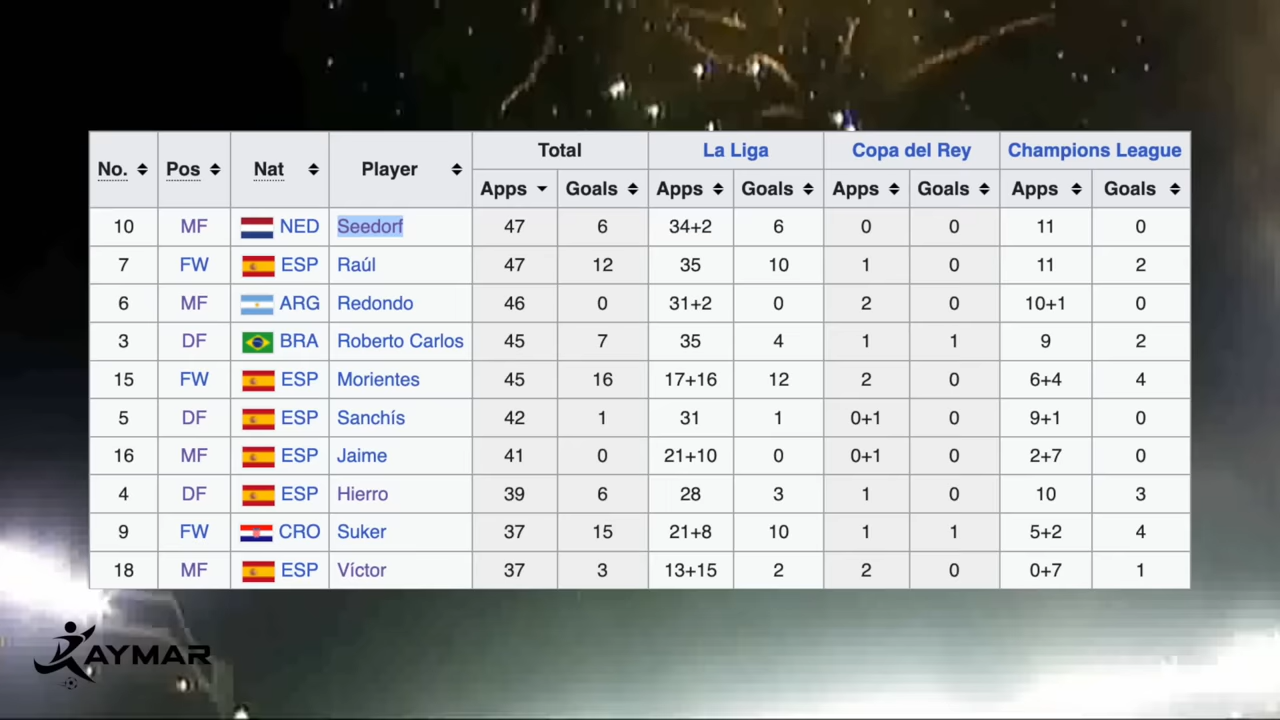 No. Pos Nat Player Total La Liga Copa del Rey Champions League
Apps Goals Apps Goals Apps Goals Apps Goals
10 MF NED Seedorf 47 6 34+2 6 0 0 11 0
7 FW ESP Raúl 47 12 35 10 1 0 11 2
6 MF ARG Redondo 46 0 31+2 0 2 0 10+1 0
3 DF BRA Roberto Carlos 45 7 35 4 1 1 9 2
15 FW ESP Morientes 45 16 17+16 12 2 0 6+4 4
5 DF ESP Sanchís 42 1 31 1 0+1 0 9+1 0
16 MF ESP Jaime 41 0 21+10 0 0+1 0 2+7 0
4 DF ESP Hierro 39 6 28 3 1 0 10 3
9 FW CRO Suker 37 15 21+8 10 1 1 5+2 4
18 MF ESP Víctor 37 3 13+15 2 2 0 0+7 1
KAYMAR